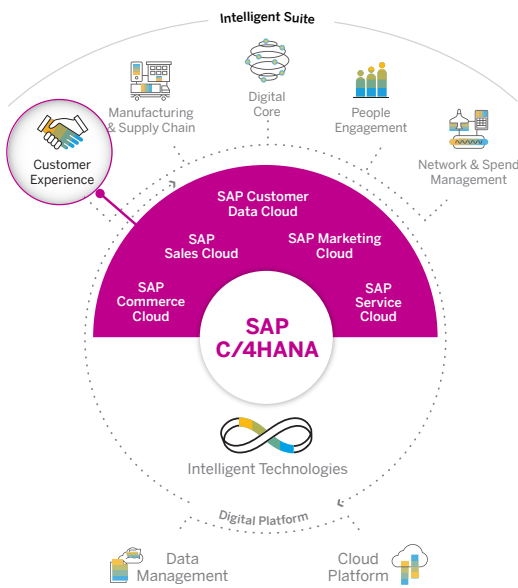 Intelligent Suite
Digital
Core
Manufacturing
& Supply Chain
People
Engagement
Customer
Experience
Network & Spend
Management
SAP Customer
Data Cloud
SAP
Sales Cloud
SAP Marketing
Cloud
SAP
Commerce
Cloud
SAP
Service
Cloud
SAP
C/4HANA
Intelligent Technologies
Digital Platform
Data
Management
Cloud
Platform